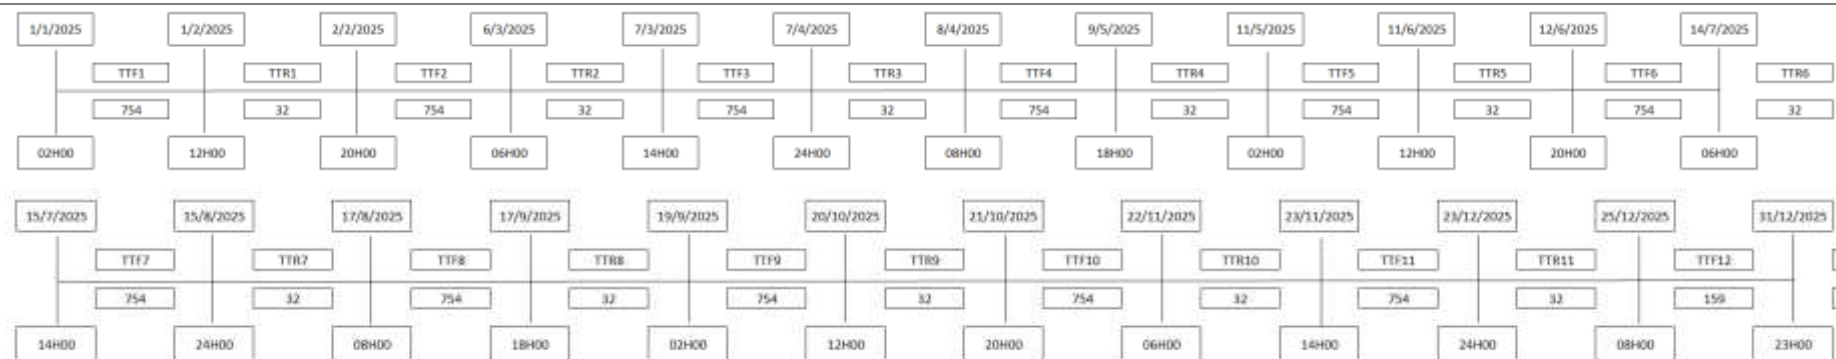 1/1/2025 1/2/2025 2/2/2025 6/3/2025 7/3/2025 7/4/2025 8/4/2025 9/5/2025 11/5/2025 11/6/2025 12/6/2025 14/7/2025
TTF1 TTR1 TTF2 TTR2 TTF3 TTR3 TTF4 TTR4 TTF5 TTR5 TTF6 TTR6
754 32 754 32 754 32 754 32 754 32 754 32
02H00 12H00 20H00 06H00 14H00 24H00 08H00 18H00 02H00 12H00 20H00 06H00
15/7/2025 15/8/2025 17/8/2025 17/9/2025 19/9/2025 20/10/2025 21/10/2025 22/11/2025 23/11/2025 23/12/2025 25/12/2025 31/12/2025
TTF7 TTR7 TTF8 TTR8 TTF9 TTR9 TTF10 TTR10 TTF11 TTR11 TTF12
754 32 754 32 754 32 754 32 754 32 159
14H00 24H00 08H00 18H00 02H00 12H00 20H00 06H00 14H00 24H00 08H00 23H00